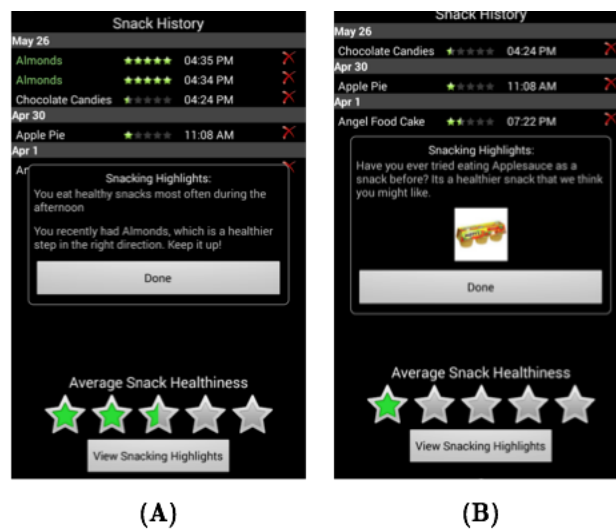 Snack History
May 26
Almonds 04:35 PM
Almonds 04:34 PM
Chocolate Candies 04:24 PM
Apr 30
Apple Pie 11:08 AM
Apr 1
An
Snacking Highlights:
You eat healthy snacks most often during the
afternoon
You recently had Almonds, which is a healthier
step in the right direction. Keep it up!
Done
Average Snack Healthiness
View Snacking Highlights
(A)
Snack History
May 26
Chocolate Candies 04:24 PM
Apr 30
Apple Pie 11:08 AM
Apr 1
Angel Food Cake 07:22 PM
Snacking Highlights:
Have you ever tried eating Applesauce as a
snack before? Its a healthier snack that we think
you might like.
Done
Average Snack Healthiness
View Snacking Highlights
(B)